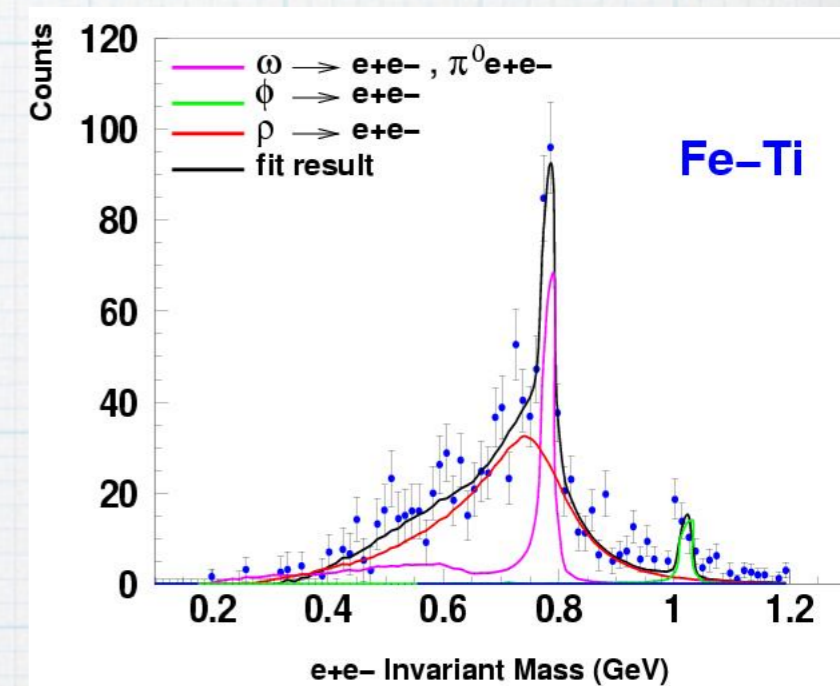 Counts
120
100
80
60
40
20
0
ω → e+e− , π⁰e+e−
ϕ → e+e−
ρ → e+e−
fit result
Fe−Ti
0.2 0.4 0.6 0.8 1 1.2
e+e− Invariant Mass (GeV)